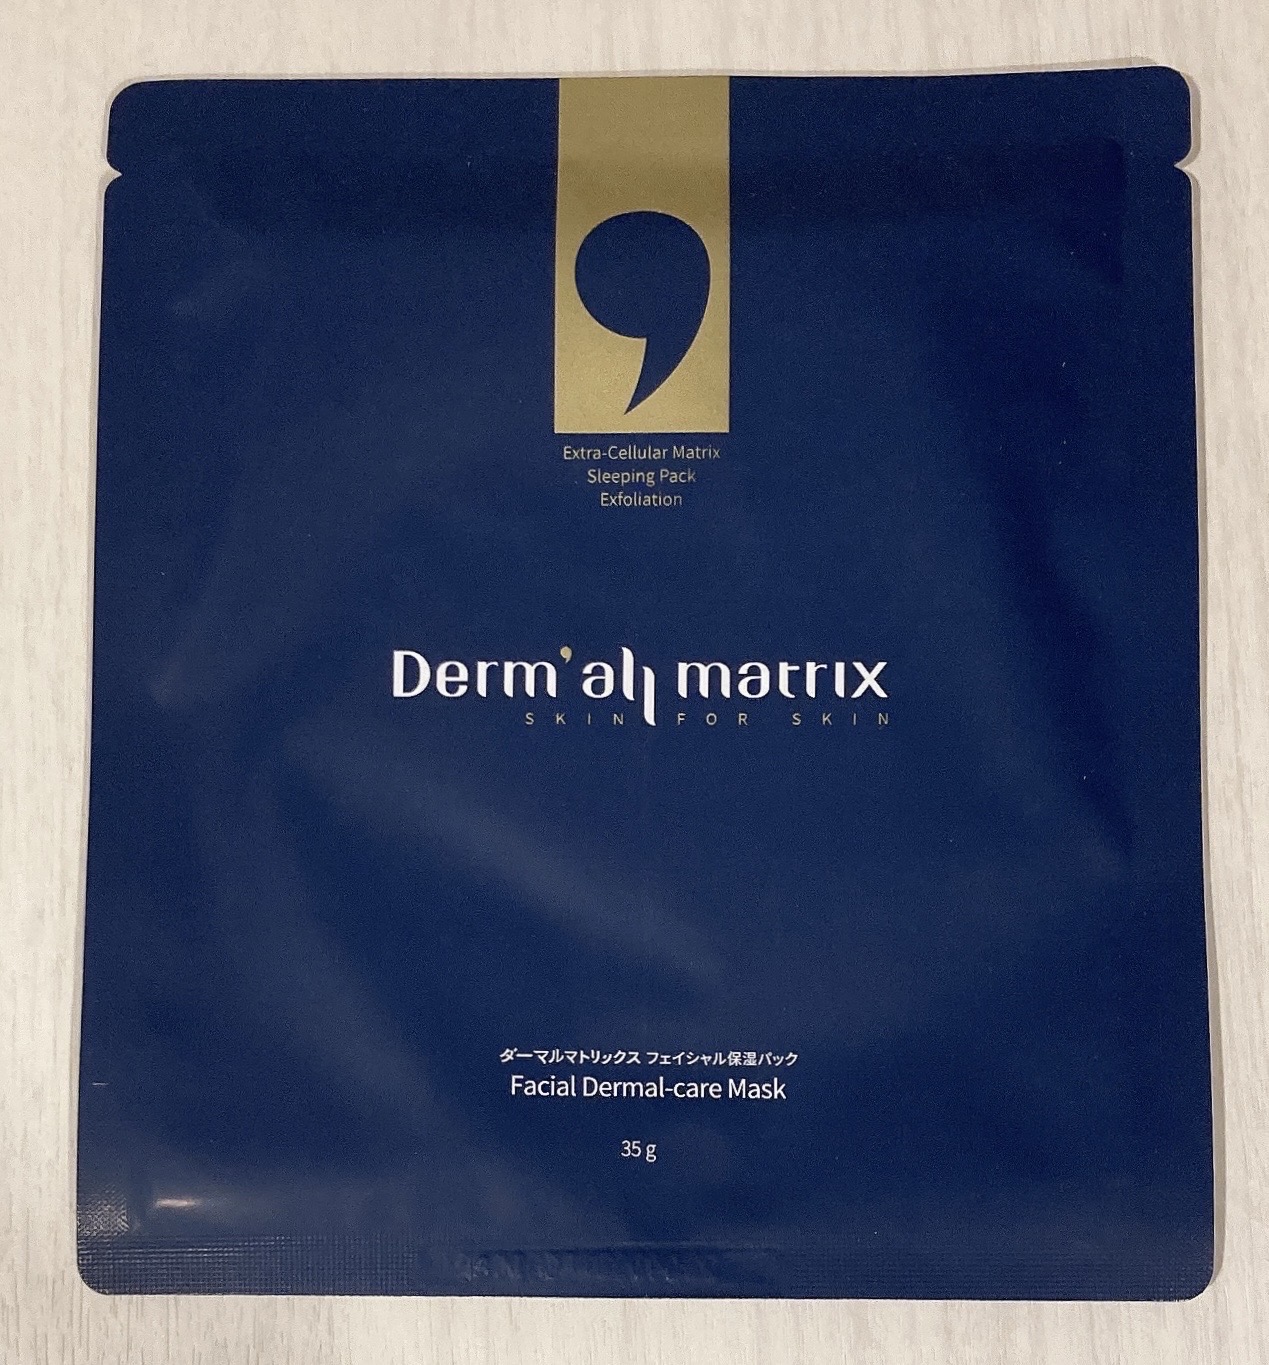 Extra-Cellular Matrix
Sleeping Pack
Exfoliation
Derm'all matrix
SKIN FOR SKIN
ダーマルマトリックス フェイシャル保湿パック
Facial Dermal-care Mask
35 g